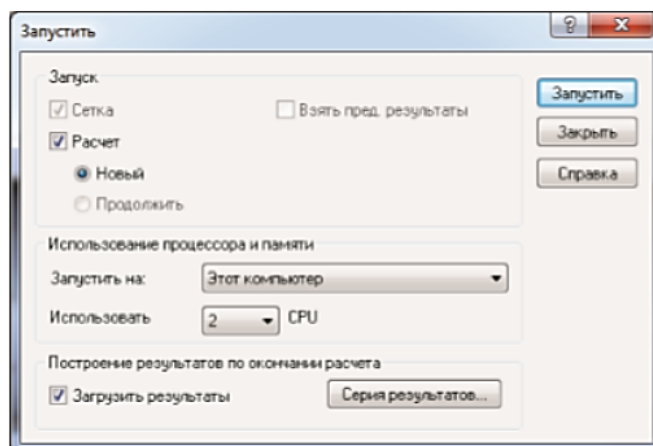 Запустить
Запуск
Сетка
Взять пред. результаты
Расчет
Новый
Продолжить
Запустить
Закрыть
Справка
Использование процессора и памяти
Запустить на:
Этот компьютер
Использовать
2
CPU
Построение результатов по окончании расчета
Загрузить результаты
Серия результатов...